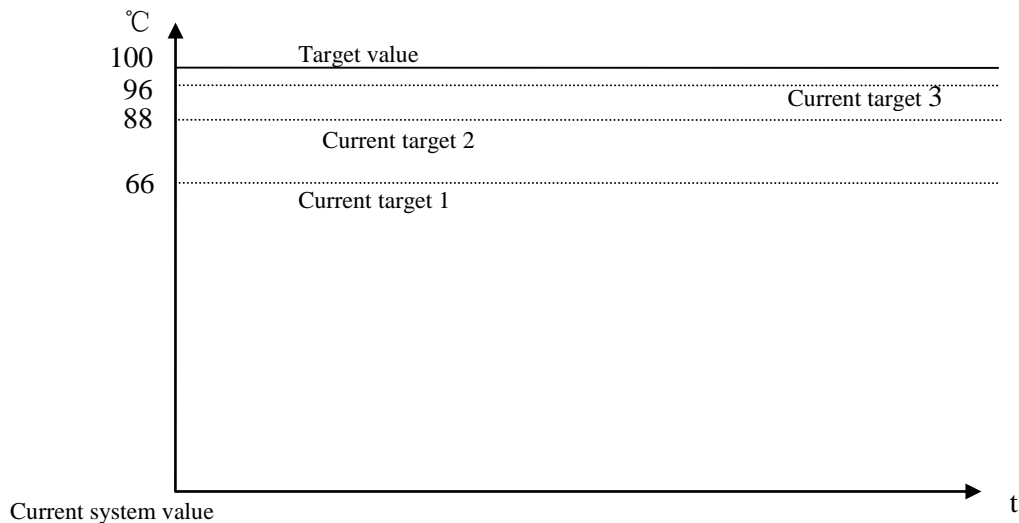 ℃
100
Target value
96
Current target 3
88
Current target 2
66
Current target 1
t
Current system value